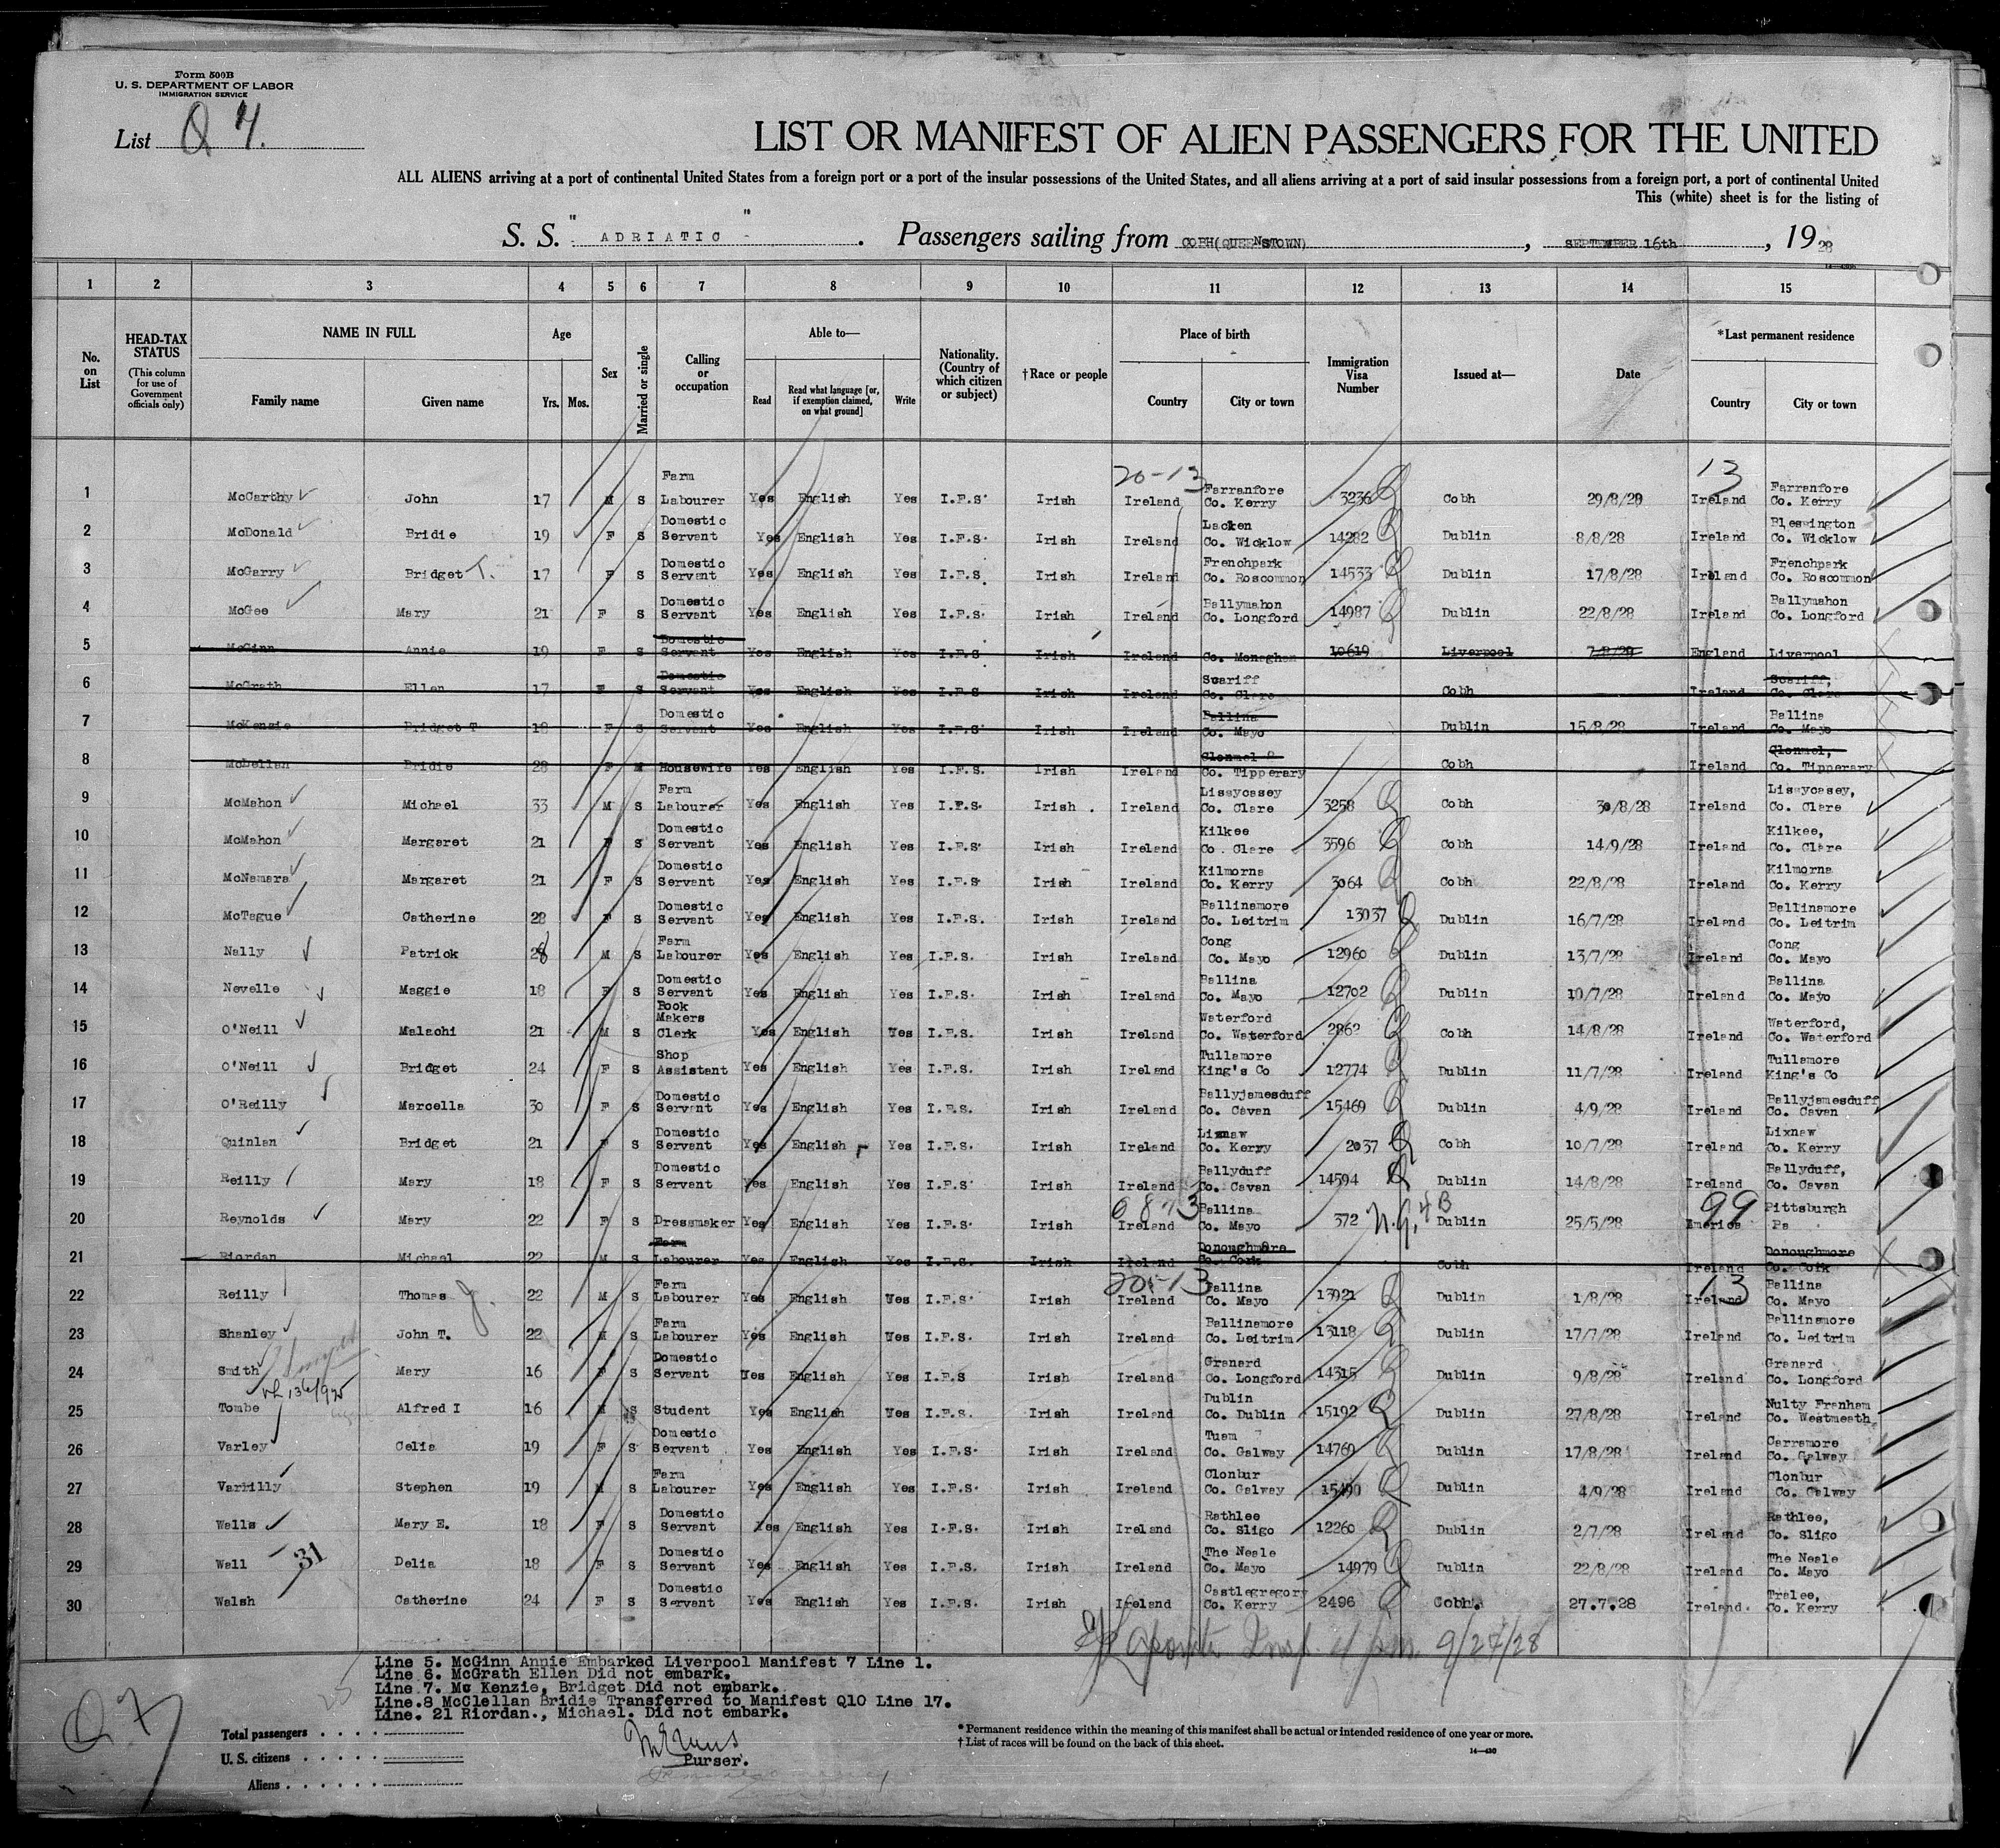 Form 500B
U. S. DEPARTMENT OF LABOR
IMMIGRATION SERVICE
List Q 7.
LIST OR MANIFEST OF ALIEN PASSENGERS FOR THE UNITED
ALL ALIENS arriving at a port of continental United States from a foreign port or a port of the insular possessions of the United States, and all aliens arriving at a port of said insular possessions from a foreign port, a port of continental United
This (white) sheet is for the listing of
S. S. " ADRIATIC " . Passengers sailing from COBH(QUEENSTOWN) , SEPTEMBER 16th , 19 28
1 2 3 4 5 6 7 8 9 10 11 12 13 14 15
No. on List
HEAD-TAX STATUS (This column for use of Government officials only)
NAME IN FULL Family name Given name
Age Yrs. Mos.
Sex
Married or single
Calling or occupation
Able to— Read Read what language [or, if exemption claimed, on what ground] Write
Nationality. (Country of which citizen or subject)
†Race or people
Place of birth Country City or town
Immigration Visa Number
Issued at—
Date
*Last permanent residence Country City or town
20-13 13
1 McCarthy John 17 M S Farm Labourer Yes English Yes I.F.S. Irish Ireland Farranfore Co. Kerry 3236 Cobh 29/8/28 Ireland Farranfore Co. Kerry
2 McDonald Bridie 19 F S Domestic Servant Yes English Yes I.F.S. Irish Ireland Lacken Co. Wicklow 14282 Dublin 8/8/28 Ireland Blessington Co. Wicklow
3 McGarry Bridget T. 17 F S Domestic Servant Yes English Yes I.F.S. Irish Ireland Frenchpark Co. Roscommon 14533 Dublin 17/8/28 Ireland Frenchpark Co. Roscommon
4 McGee Mary 21 F S Domestic Servant Yes English Yes I.F.S. Irish Ireland Ballymahon Co. Longford 14987 Dublin 22/8/28 Ireland Ballymahon Co. Longford
5 McGinn Annie 19 F S Domestic Servant Yes English Yes I.F.S Irish Ireland Co. Monaghan 10619 Liverpool England Liverpool
6 McGrath Ellen 17 F S Domestic Servant Yes English Yes I.F.S Irish Ireland Scariff Co. Clare Cobh Ireland Scariff, Co. Clare
7 McKenzie Bridget T 18 F S Domestic Servant Yes English Yes I.F.S. Irish Ireland Ballina Co. Mayo Dublin 15/8/28 Ireland Ballina Co. Mayo
8 McLellan Bridie 28 F M Housewife Yes English Yes I.F.S. Irish Ireland Clonmel Co. Tipperary Cobh Ireland Clonmel, Co. Tipperary
9 McMahon Michael 33 M S Farm Labourer Yes English Yes I.F.S. Irish . Ireland Lissycasey Co. Clare 3258 Cobh 30/8/28 Ireland Lissycasey, Co. Clare
10 McMahon Margaret 21 F S Domestic Servant Yes English Yes I.F.S. Irish Ireland Kilkee Co. Clare 3596 Cobh 14/9/28 Ireland Kilkee, Co. Clare
11 McNamara Margaret 21 F S Domestic Servant Yes English Yes I.F.S. Irish Ireland Kilmorna Co. Kerry 3064 Cobh 22/8/28 Ireland Kilmorna Co. Kerry
12 McTague Catherine 28 F S Domestic Servant Yes English Yes I.F.S. Irish Ireland Ballinamore Co. Leitrim 13037 Dublin 16/7/28 Ireland Ballinamore Co. Leitrim
13 Nally Patrick 28 M S Farm Labourer Yes English Yes I.F.S. Irish Ireland Cong Co. Mayo 12960 Dublin 13/7/28 Ireland Cong Co. Mayo
14 Nevelle Maggie 18 F S Domestic Servant Yes English Yes I.F.S. Irish Ireland Ballina Co. Mayo 12702 Dublin 10/7/28 Ireland Ballina Co. Mayo
15 O'Neill Malachi 21 M S Book Makers Clerk Yes English Yes I.F.S. Irish Ireland Waterford Co. Waterford 2862 Cobh 14/8/28 Ireland Waterford, Co. Waterford
16 O'Neill Bridget 24 F S Shop Assistant Yes English Yes I.F.S. Irish Ireland Tullamore King's Co 12774 Dublin 11/7/28 Ireland Tullamore King's Co
17 O'Reilly Marcella 30 F S Domestic Servant Yes English Yes I.F.S. Irish Ireland Ballyjamesduff Co. Cavan 15469 Dublin 4/9/28 Ireland Ballyjamesduff Co. Cavan
18 Quinlan Bridget 21 F S Domestic Servant Yes English Yes I.F.S. Irish Ireland Lixnaw Co. Kerry 2037 Cobh 10/7/28 Ireland Lixnaw Co. Kerry
19 Reilly Mary 18 F S Domestic Servant Yes English Yes I.F.S. Irish Ireland Ballyduff Co. Cavan 14594 Dublin 14/8/28 Ireland Ballyduff, Co. Cavan
20 Reynolds Mary 22 F S Dressmaker Yes English Yes I.F.S. Irish Ireland Ballina Co. Mayo 372 Dublin 25/5/28 99 America Pittsburgh Pa
21 Riordan Michael 22 M S Farm Labourer Yes English Yes I.F.S. Irish Ireland Donoughmore Co. Cork Cobh Ireland Donoughmore Co. Cork
20-13 13
22 Reilly Thomas J. 22 M S Farm Labourer Yes English Yes I.F.S. Irish Ireland Ballina Co. Mayo 13921 Dublin 1/8/28 Ireland Ballina Co. Mayo
23 Shanley John T. 22 M S Farm Labourer Yes English Yes I.F.S. Irish Ireland Ballinamore Co. Leitrim 13118 Dublin 17/7/28 Ireland Ballinamore Co. Leitrim
24 Smith Mary 16 F S Domestic Servant Yes English Yes I.F.S Irish Ireland Granard Co. Longford 14315 Dublin 9/8/28 Ireland Granard Co. Longford
25 Tombe Alfred I 16 M S Student Yes English Yes I.F.S. Irish Ireland Dublin Co. Dublin 15192 Dublin 27/8/28 Ireland Nulty Franham Co. Westmeath
26 Varley Celia 19 F S Domestic Servant Yes English Yes I.F.S. Irish Ireland Tuam Co. Galway 14769 Dublin 17/8/28 Ireland Carramore Co. Galway
27 Varrilly Stephen 19 M S Farm Labourer Yes English Yes I.F.S. Irish Ireland Clonbur Co. Galway 15490 Dublin 4/9/28 Ireland Clonbur Co. Galway
28 Walls Mary E. 18 F S Domestic Servant Yes English Yes I.F.S. Irish Ireland Rathlee Co. Sligo 12260 Dublin 2/7/28 Ireland Rathlee, Co. Sligo
29 Wall 31 Delia 18 F S Domestic Servant Yes English Yes I.F.S. Irish Ireland The Neale Co. Mayo 14979 Dublin 22/8/28 Ireland The Neale Co. Mayo
30 Walsh Catherine 24 F S Domestic Servant Yes English Yes I.F.S. Irish Ireland Castlegregory Co. Kerry 2496 Cobh. 27.7.28 Ireland. Tralee, Co. Kerry
9/27/28
Line 5. McGinn Annie Embarked Liverpool Manifest 7 Line 1.
Line 6. McGrath Ellen Did not embark.
Line 7. Mc Kenzie, Bridget Did not embark.
Line.8 McClellan Bridie Transferred to Manifest Q10 Line 17.
Line. 21 Riordan., Michael. Did not embark.
Q 7
25
Total passengers
U. S. citizens
Aliens
Purser.
* Permanent residence within the meaning of this manifest shall be actual or intended residence of one year or more.
† List of races will be found on the back of this sheet.
14—430